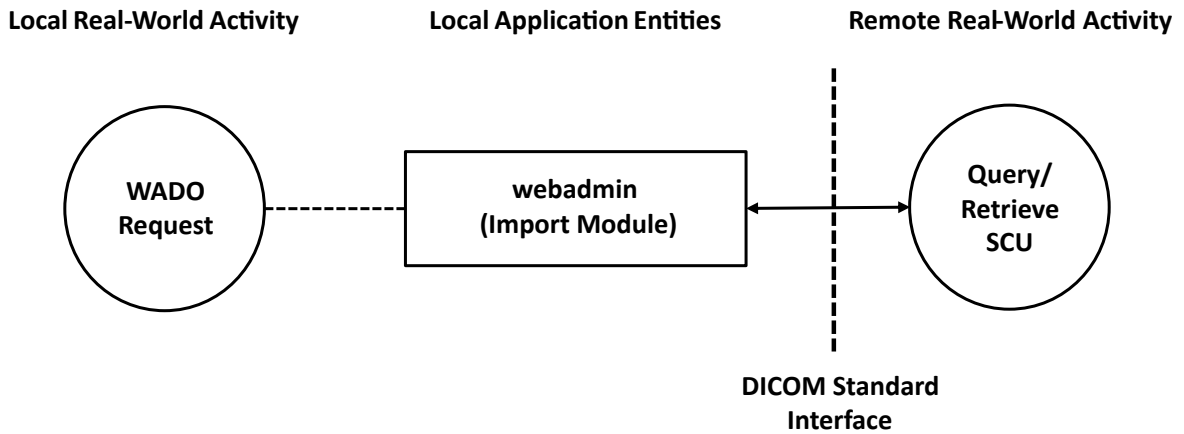 Local Real-World Activity
Local Application Entities
Remote Real-World Activity
WADO
Request
webadmin
(Import Module)
Query/
Retrieve
SCU
DICOM Standard
Interface